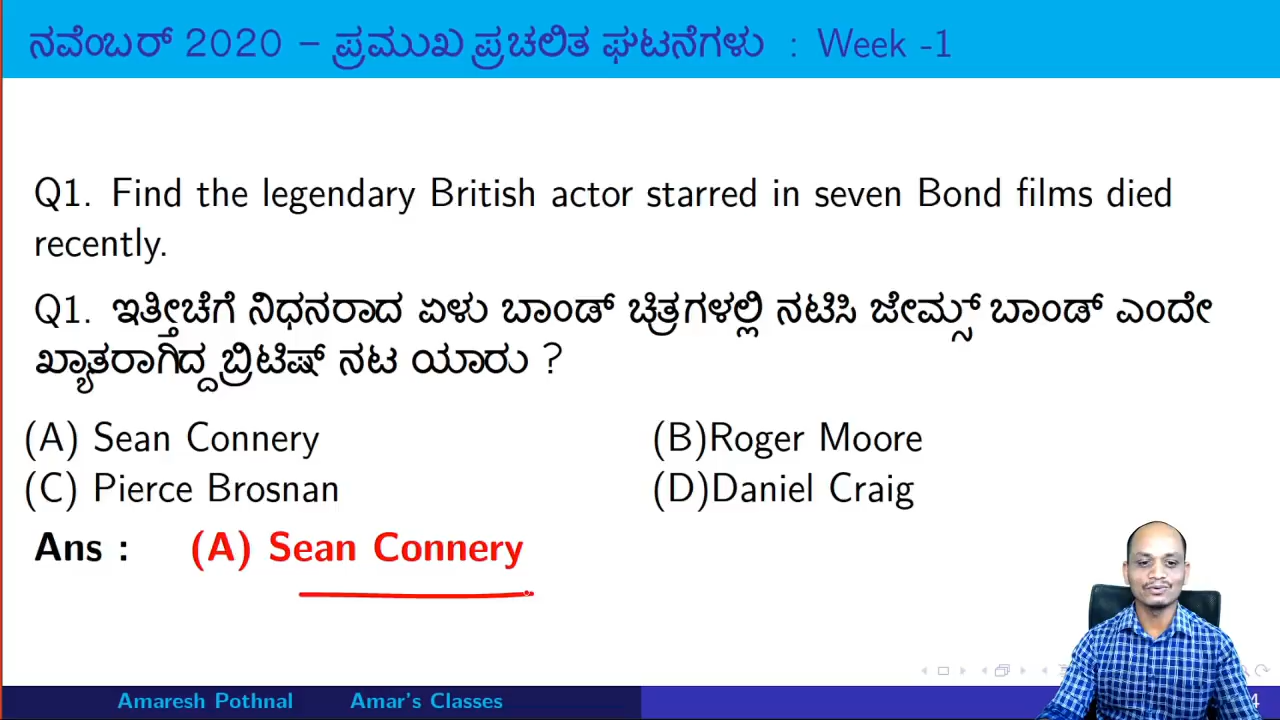 ನವೆಂಬರ್ 2020 – ಪ್ರಮುಖ ಪ್ರಚಲಿತ ಘಟನೆಗಳು : Week -1
Q1. Find the legendary British actor starred in seven Bond films died
recently.
Q1. ಇತ್ತೀಚೆಗೆ ನಿಧನರಾದ ಏಳು ಬಾಂಡ್ ಚಿತ್ರಗಳಲ್ಲಿ ನಟಿಸಿ ಜೇಮ್ಸ್ ಬಾಂಡ್ ಎಂದೇ
ಖ್ಯಾತರಾಗಿದ್ದ ಬ್ರಿಟಿಷ್ ನಟ ಯಾರು ?
(A) Sean Connery (B)Roger Moore
(C) Pierce Brosnan (D)Daniel Craig
Ans : (A) Sean Connery
Amaresh Pothnal Amar's Classes 4